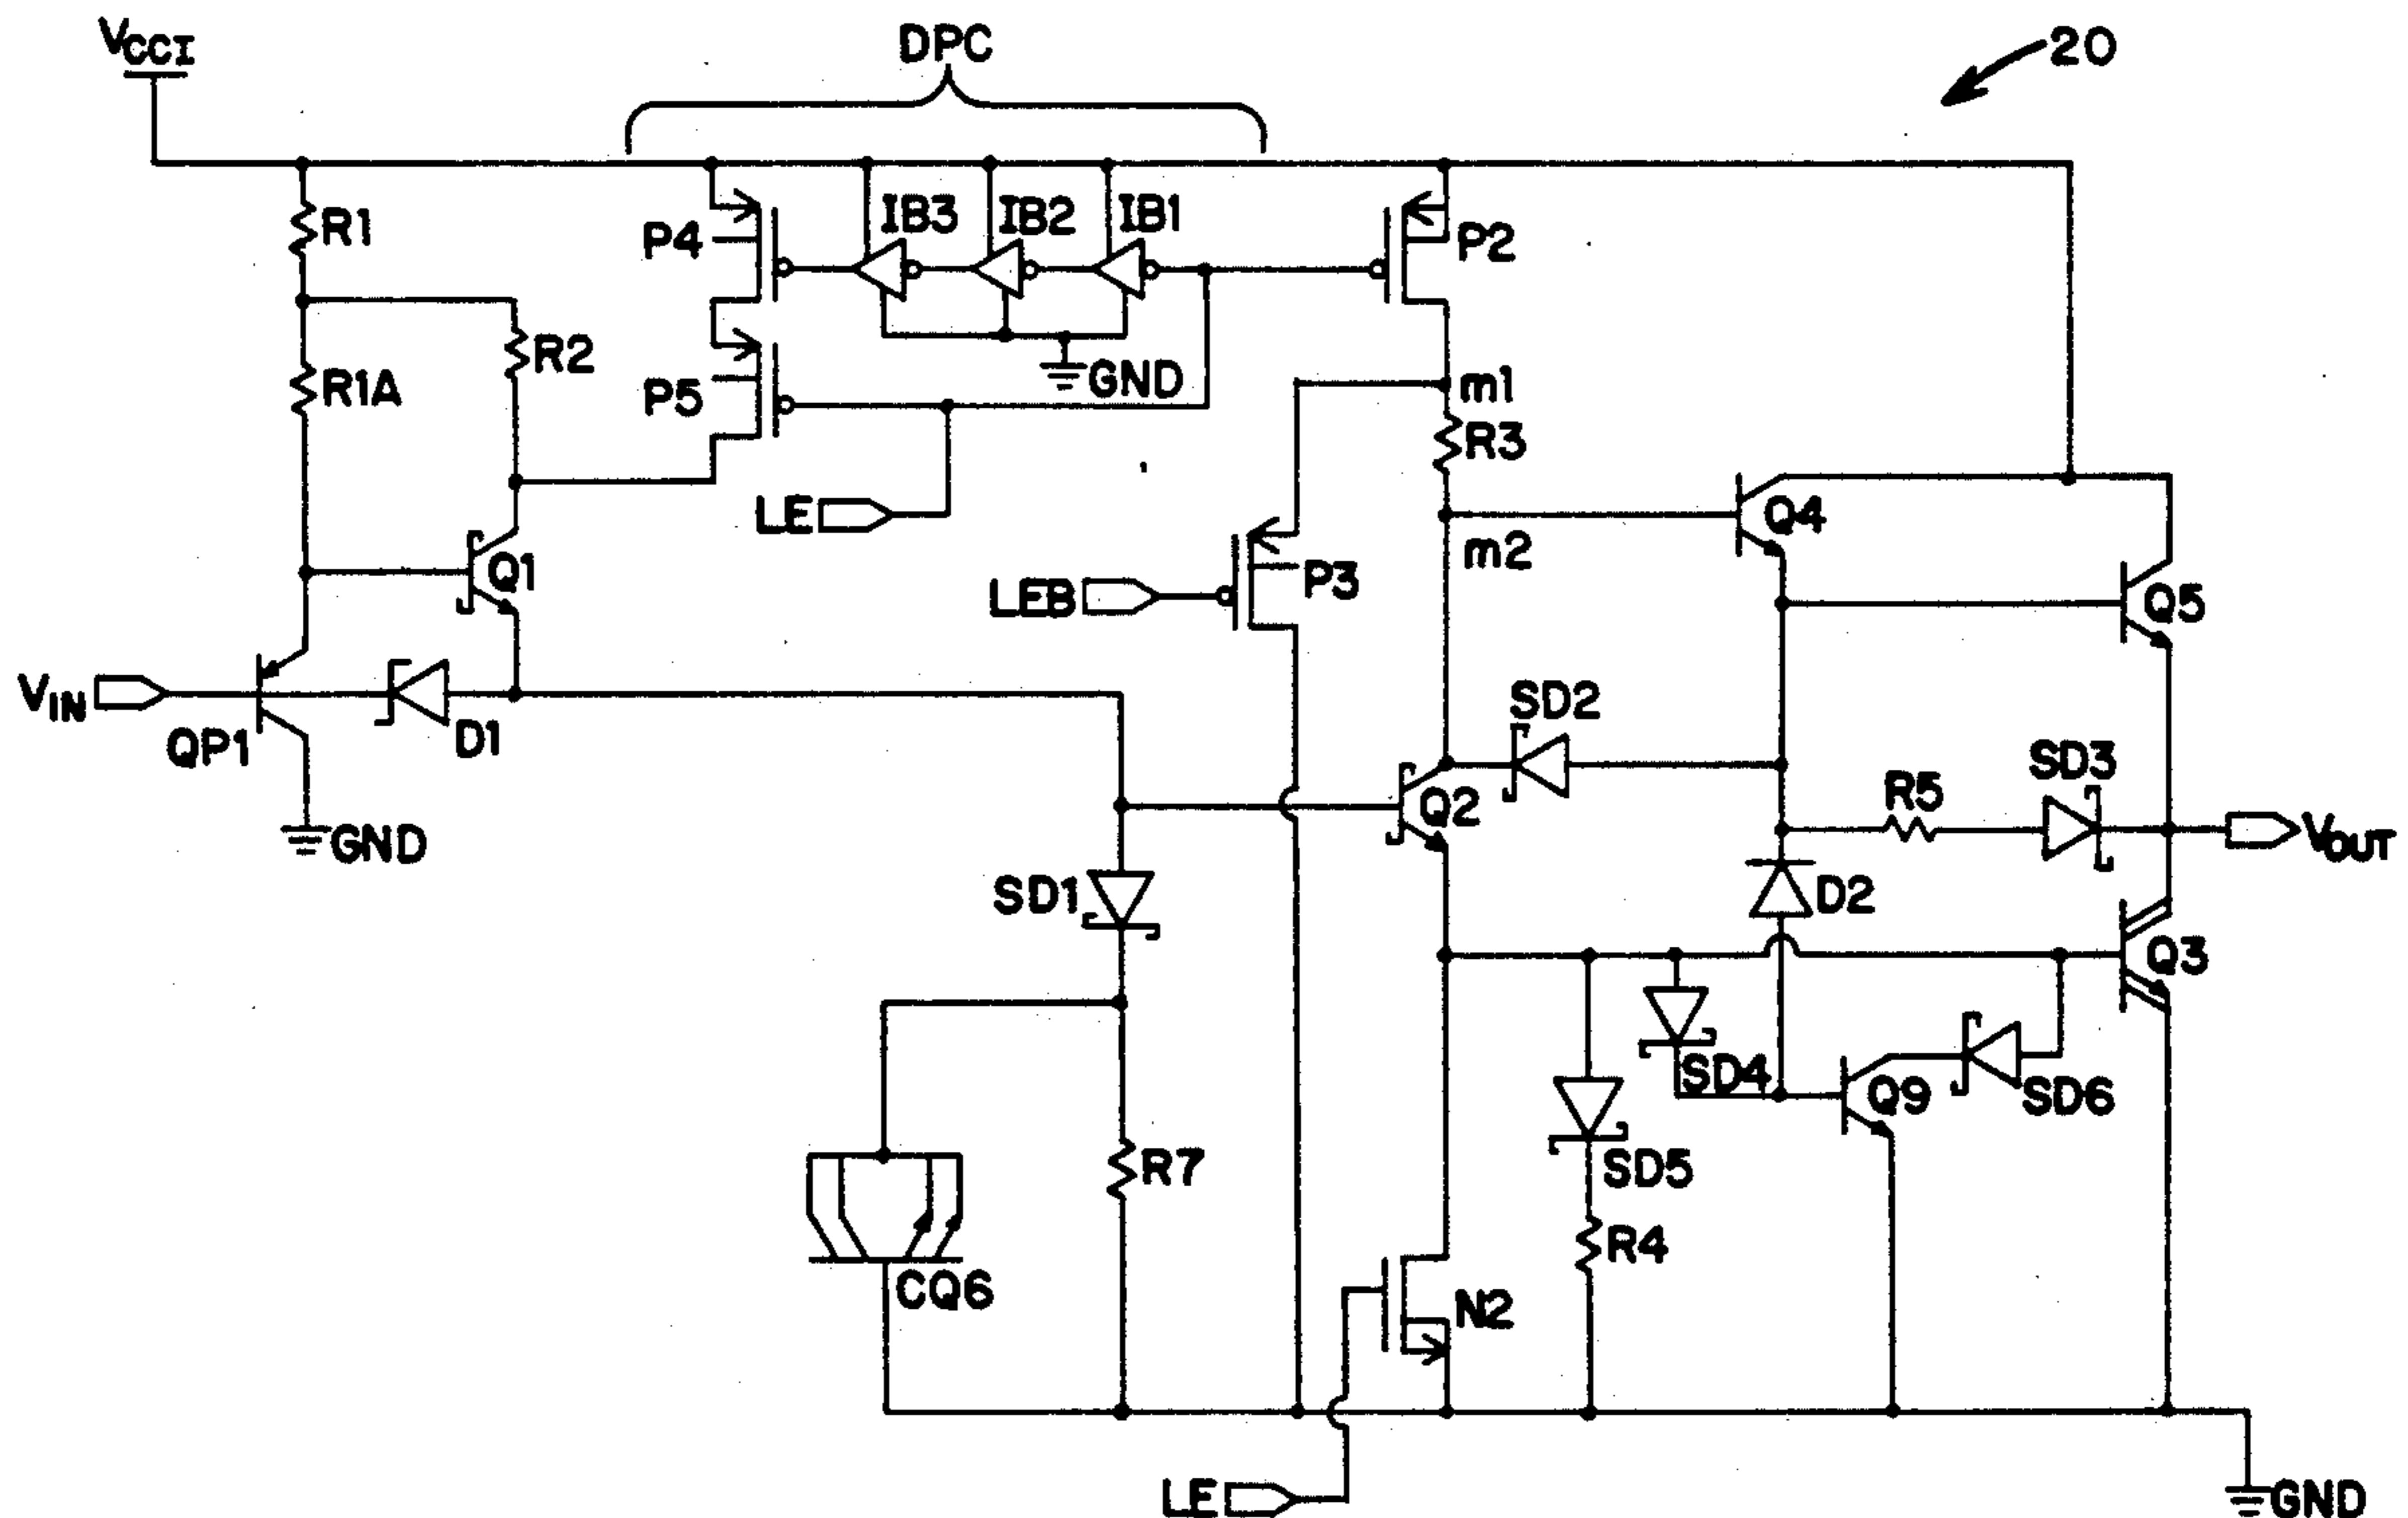 VCCI
DPC
20
R1
P4
IB3
IB2
IB1
P2
R1A
R2
P5
GND
m1
R3
LE
Q4
Q1
m2
LEB
P3
Q5
VIN
QP1
D1
SD2
SD3
GND
Q2
R5
VOUT
SD1
D2
Q3
SD4
Q9
SD6
R7
SD5
R4
CQ6
N2
LE
GND